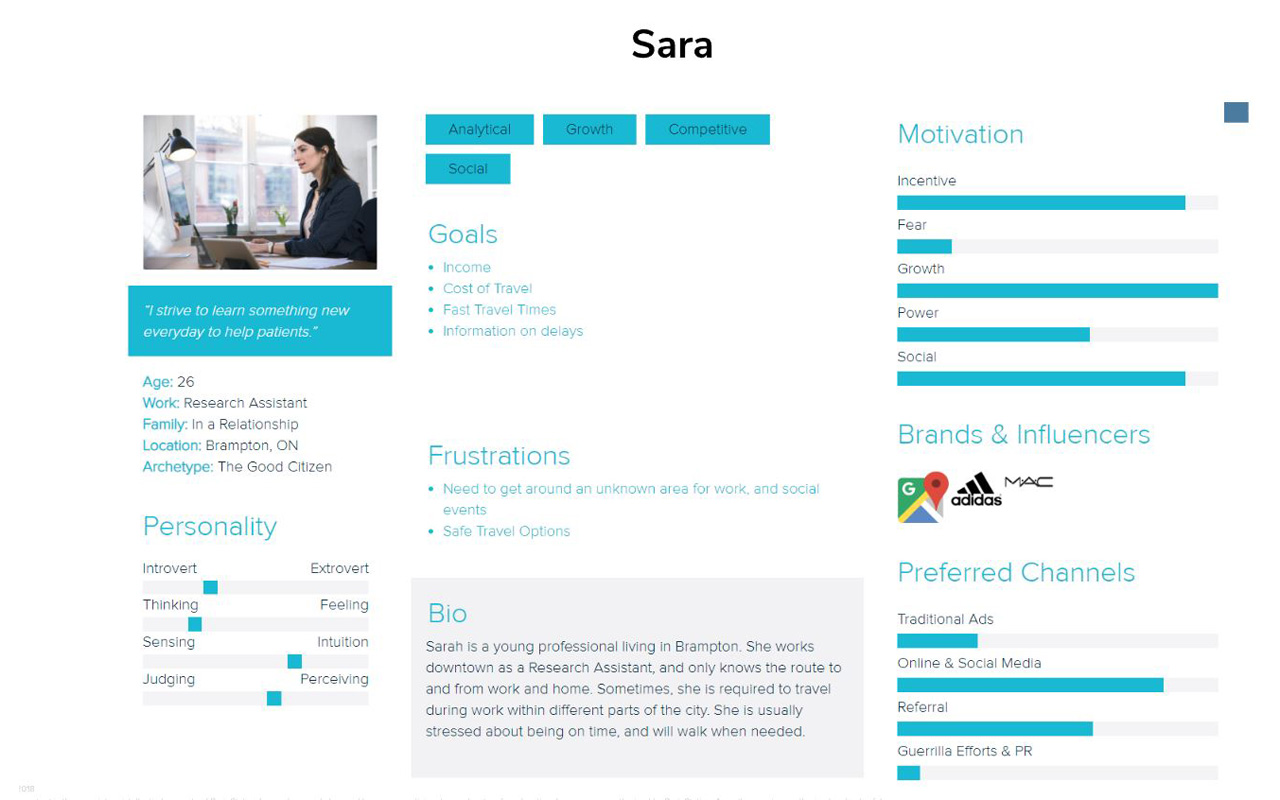 Sara
"I strive to learn something new
everyday to help patients."
Age: 26
Work: Research Assistant
Family: In a Relationship
Location: Brampton, ON
Archetype: The Good Citizen
Personality
Introvert Extrovert
Thinking Feeling
Sensing Intuition
Judging Perceiving
Analytical Growth Competitive
Social
Goals
Income
Cost of Travel
Fast Travel Times
Information on delays
Frustrations
Need to get around an unknown area for work, and social
events
Safe Travel Options
Bio
Sarah is a young professional living in Brampton. She works
downtown as a Research Assistant, and only knows the route to
and from work and home. Sometimes, she is required to travel
during work within different parts of the city. She is usually
stressed about being on time, and will walk when needed.
Motivation
Incentive
Fear
Growth
Power
Social
Brands & Influencers
G
adidas
MAC
Preferred Channels
Traditional Ads
Online & Social Media
Referral
Guerrilla Efforts & PR